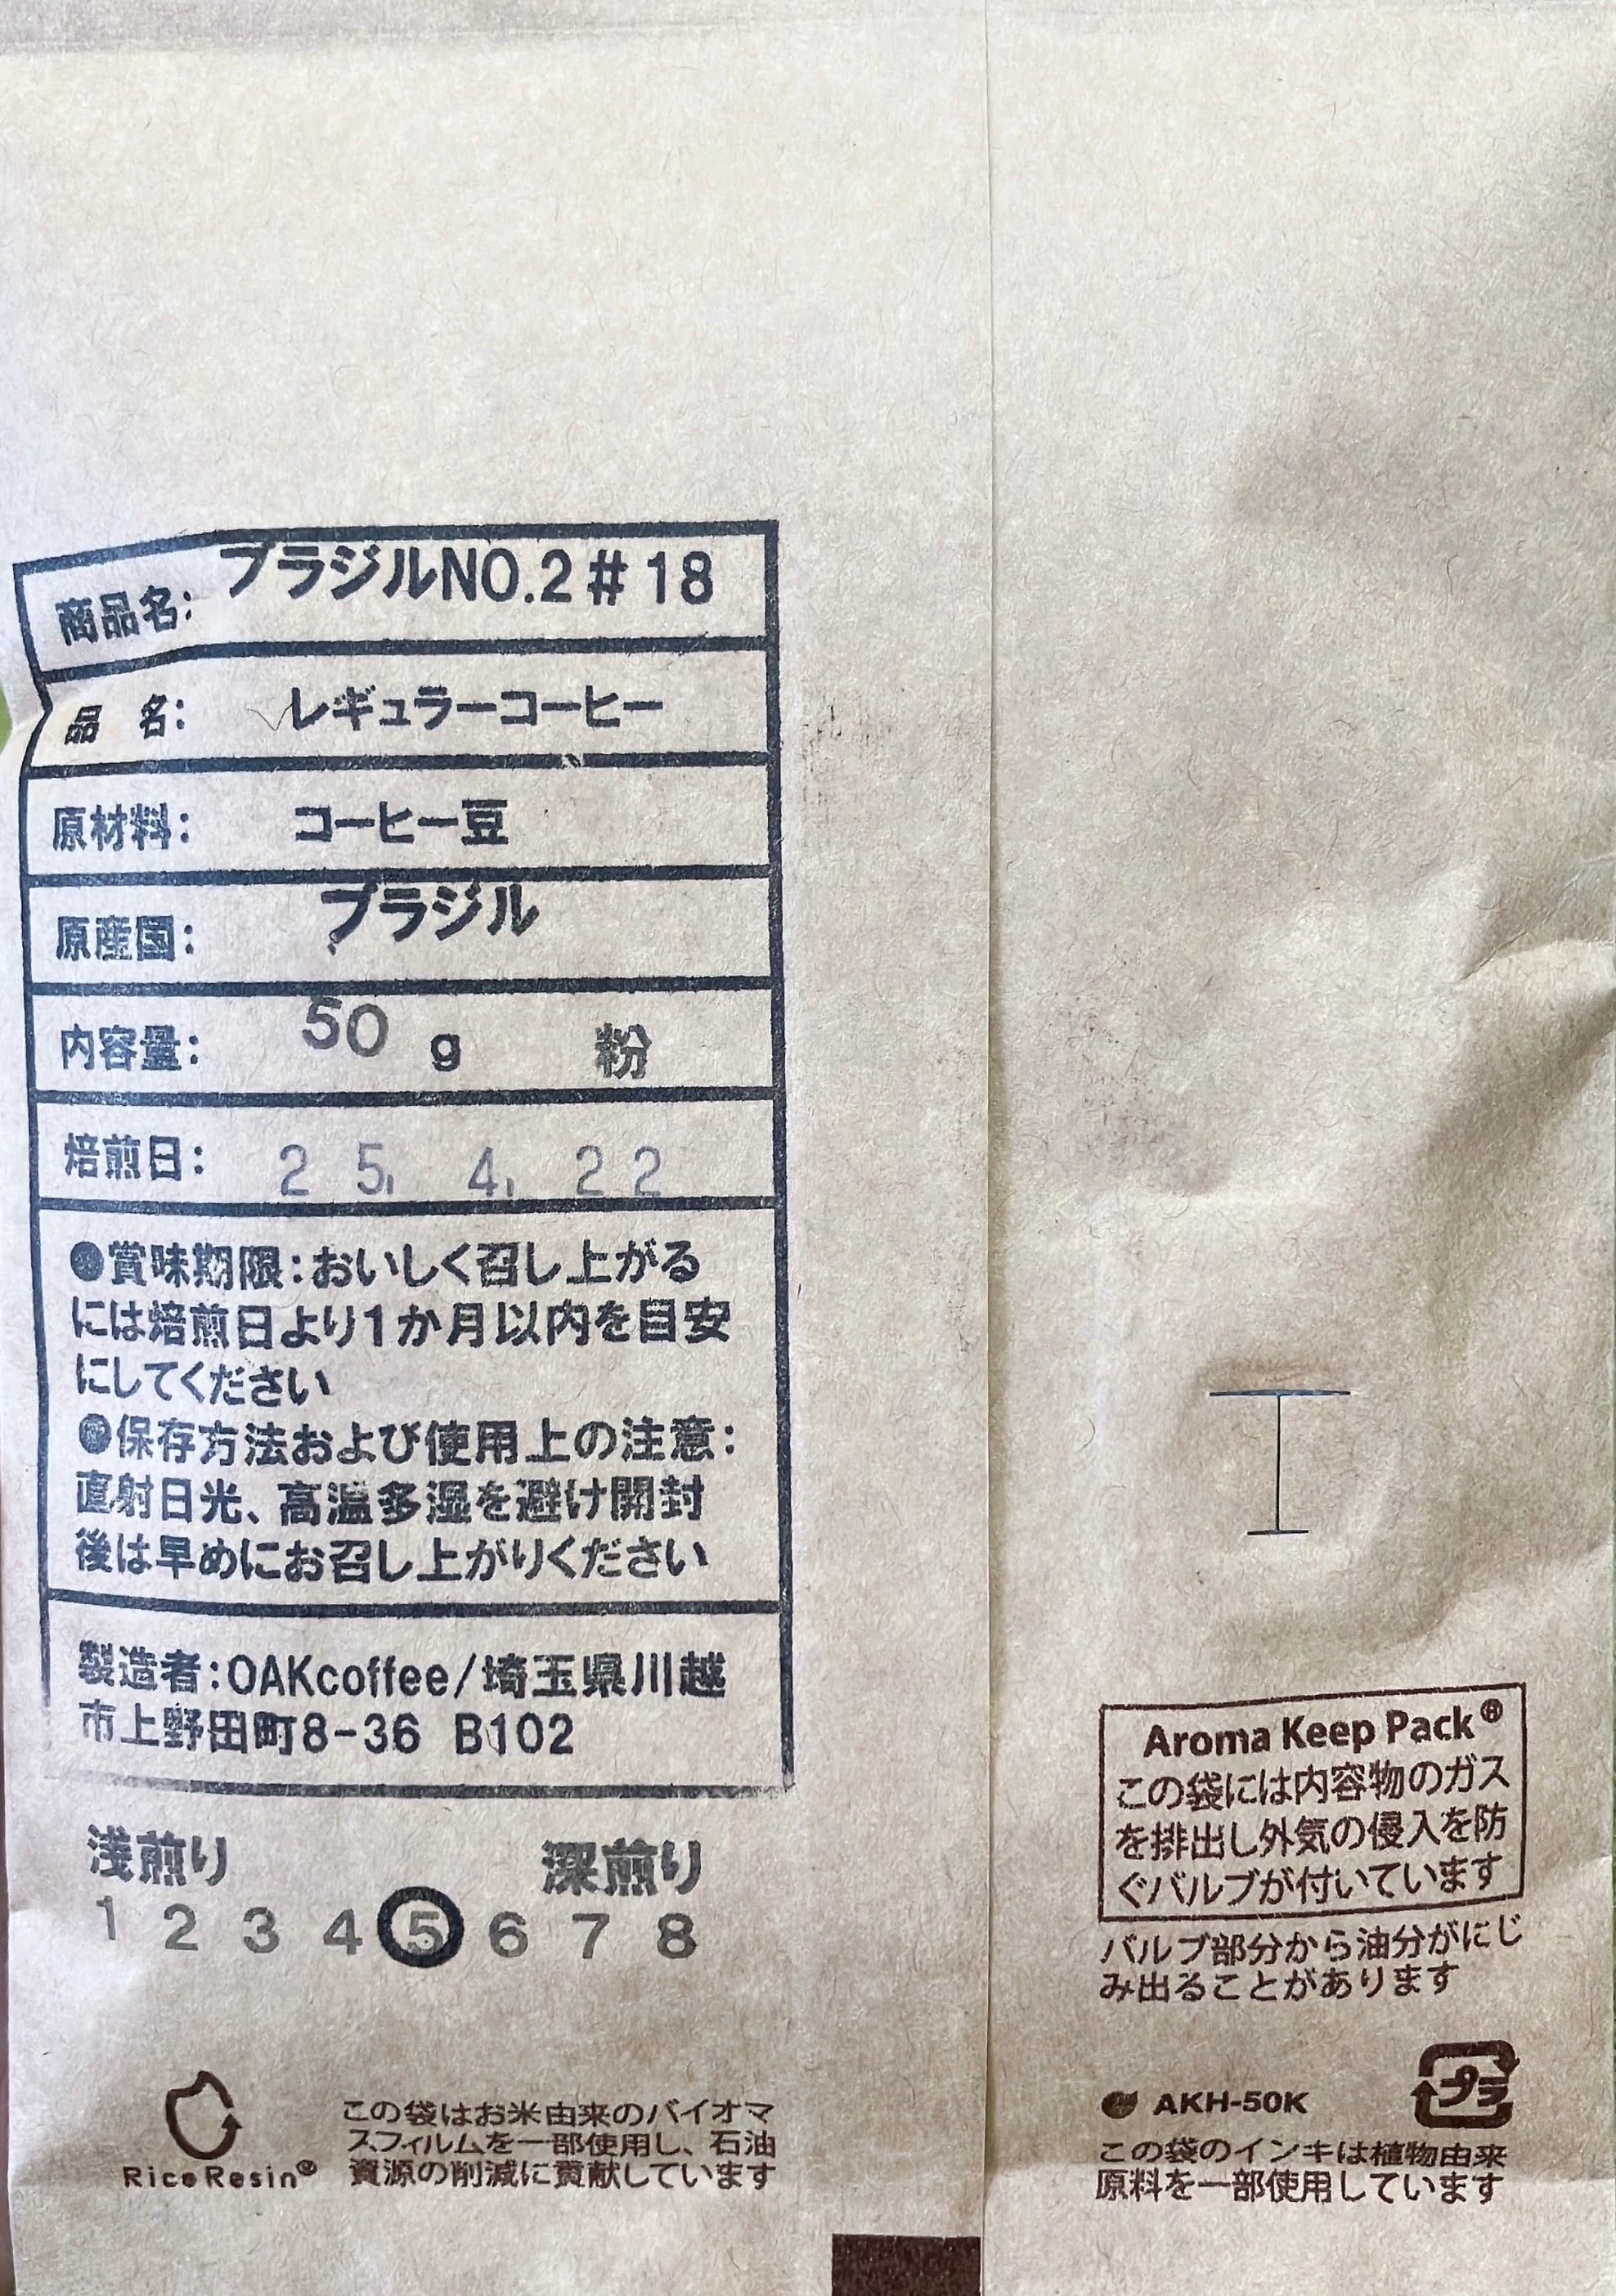 商品名: ブラジルNO.2#18
品 名: レギュラーコーヒー
原材料: コーヒー豆
原産国: ブラジル
内容量: 50 g 粉
焙煎日: 25. 4. 22
●賞味期限:おいしく召し上がる
には焙煎日より1か月以内を目安
にしてください
●保存方法および使用上の注意:
直射日光、高温多湿を避け開封
後は早めにお召し上がりください
製造者:OAKcoffee/埼玉県川越
市上野田町8-36 B102
浅煎り 深煎り
1 2 3 4 5 6 7 8
Rice Resin®
この袋はお米由来のバイオマ
スフィルムを一部使用し、石油
資源の削減に貢献しています
Aroma Keep Pack®
この袋には内容物のガス
を排出し外気の侵入を防
ぐバルブが付いています
バルブ部分から油分がにじ
み出ることがあります
AKH-50K
プラ
この袋のインキは植物由来
原料を一部使用しています